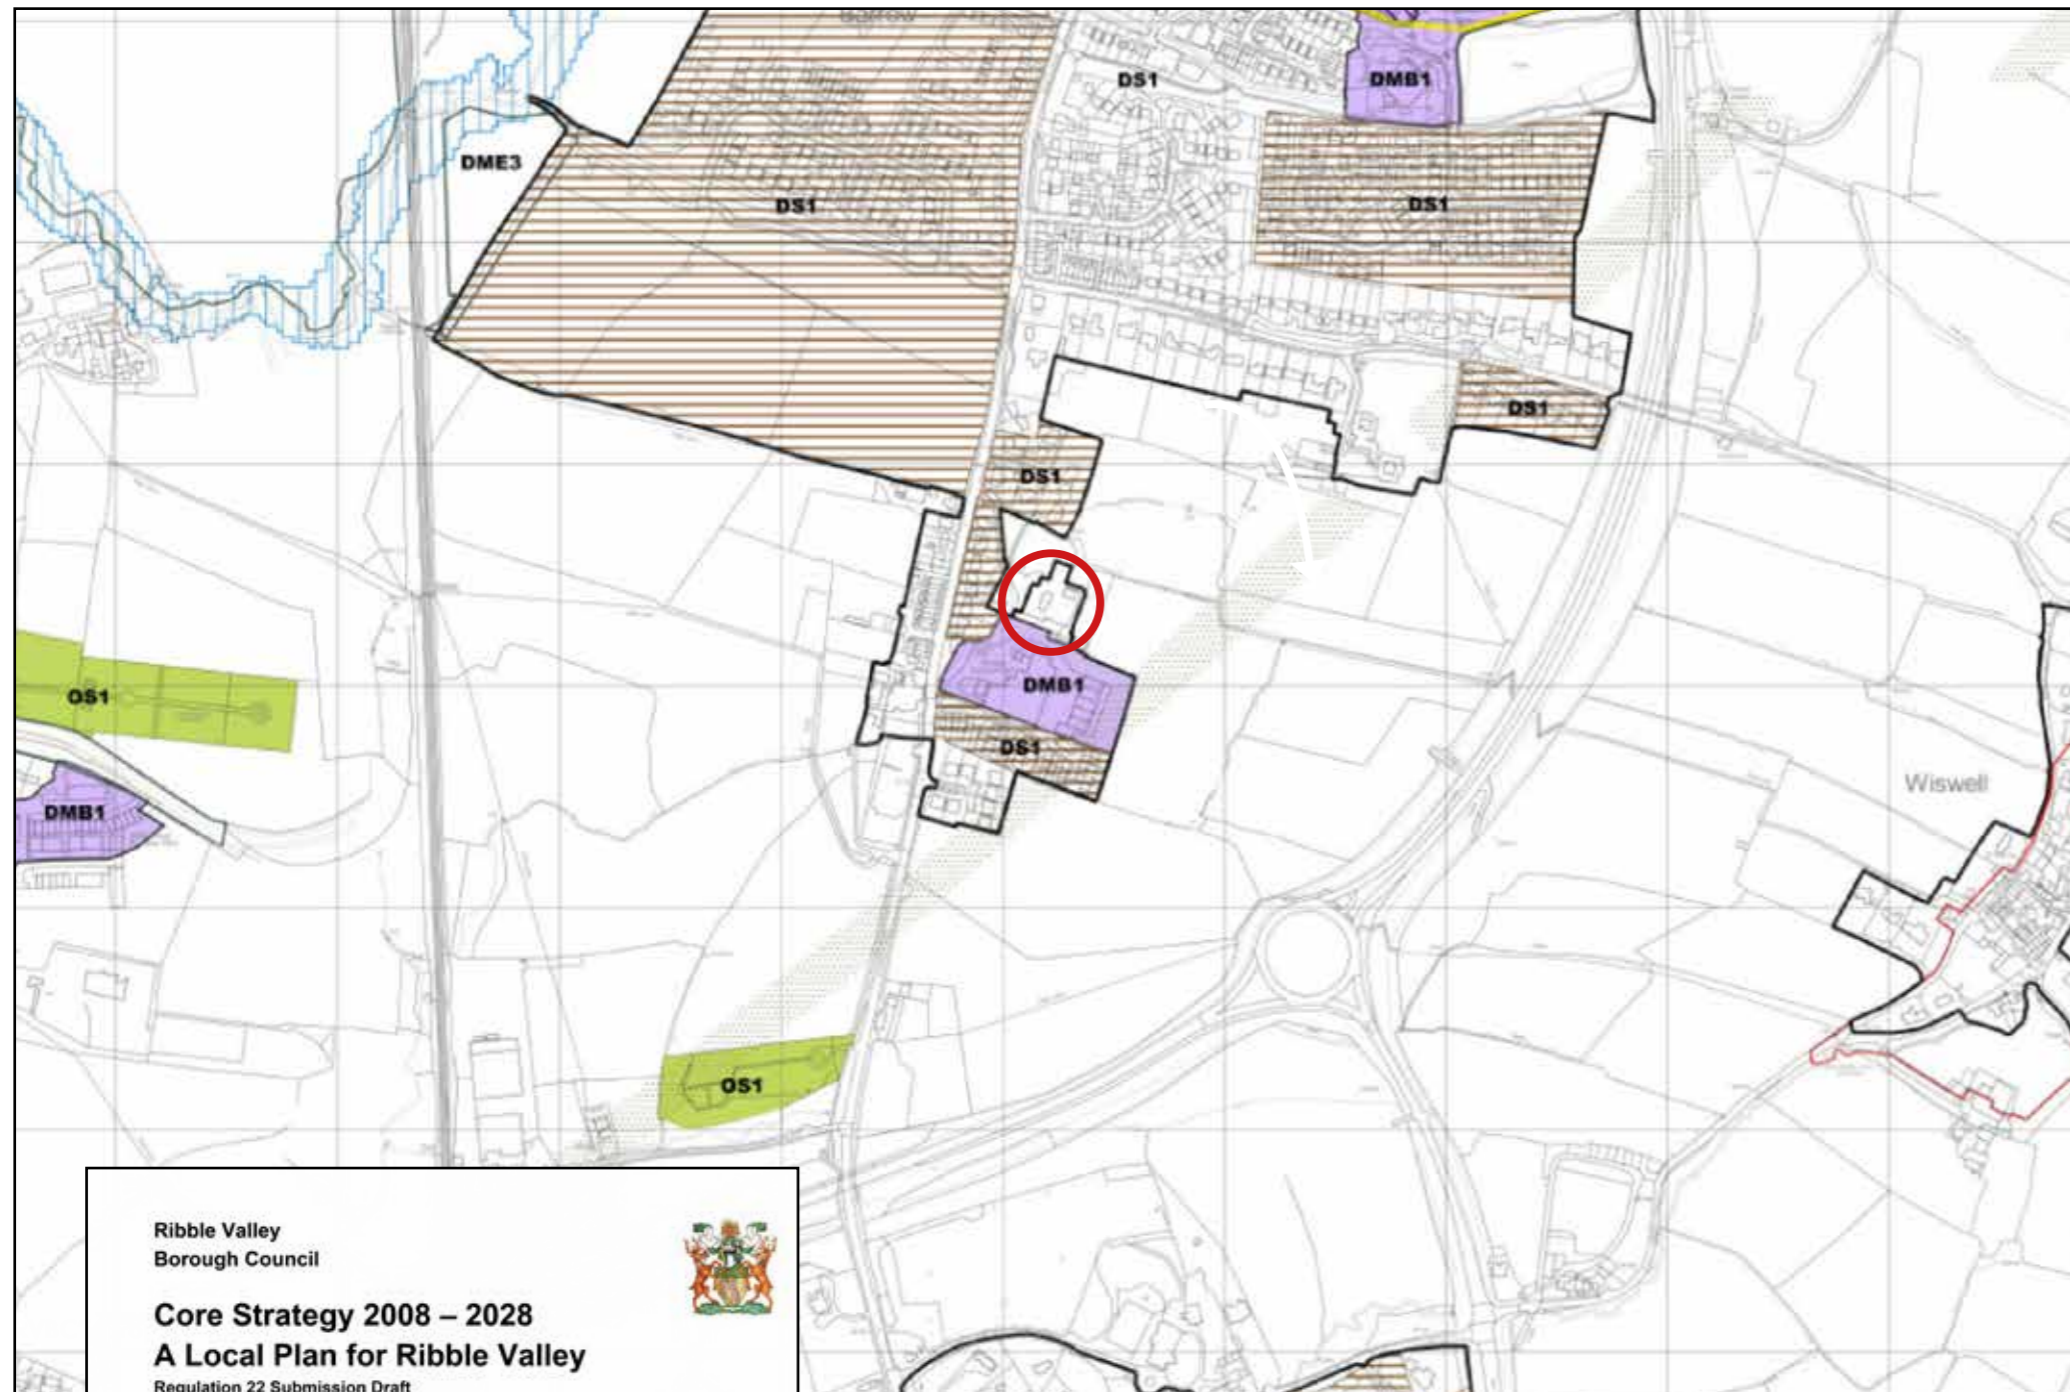 Barrow
DS1
DMB1
DME3
DS1
DS1
DS1
DS1
OS1
DMB1
DS1
Wiswell
DMB1
OS1
Ribble Valley
Borough Council
Core Strategy 2008 – 2028
A Local Plan for Ribble Valley
Regulation 22 Submission Draft